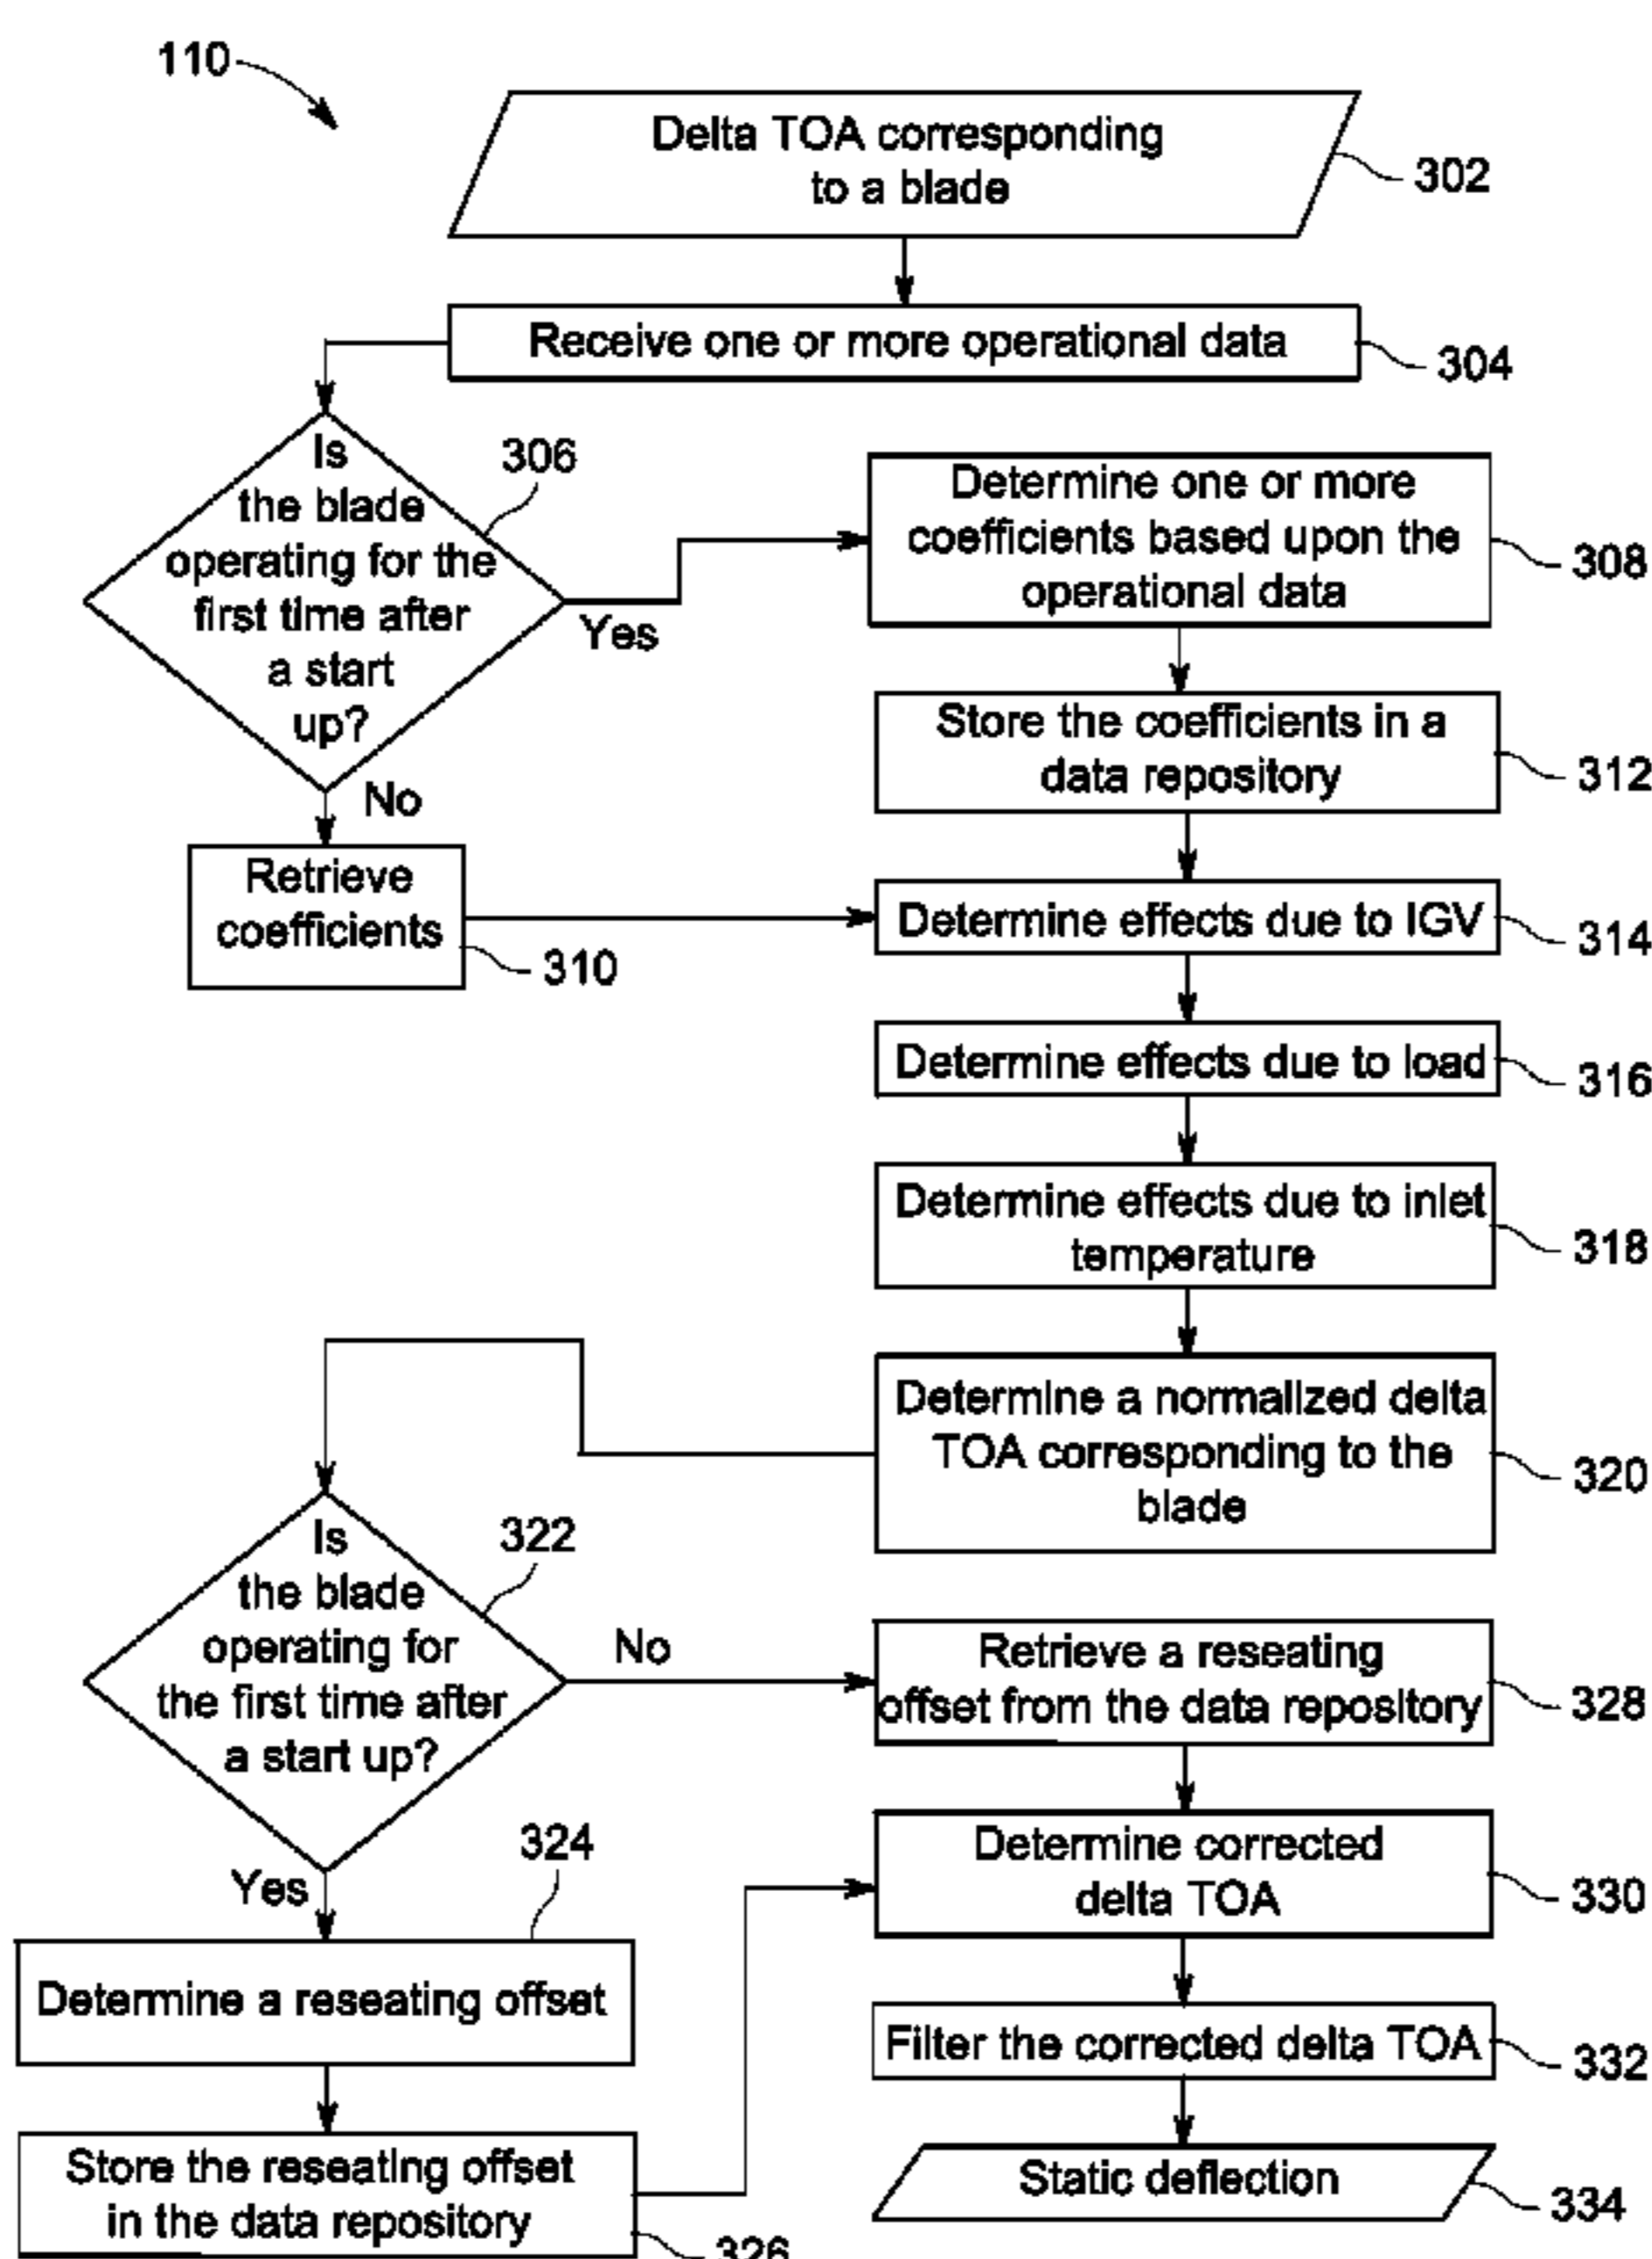 110
Delta TOA corresponding
to a blade
302
Receive one or more operational data
304
Is
the blade
operating for the
first time after
a start
up?
306
Yes
No
Determine one or more
coefficients based upon the
operational data
308
Retrieve
coefficients
310
Store the coefficients in a
data repository
312
Determine effects due to IGV
314
Determine effects due to load
316
Determine effects due to inlet
temperature
318
Determine a normalized delta
TOA corresponding to the
blade
320
Is
the blade
operating for
the first time after
a start up?
322
No
Yes
Retrieve a reseating
offset from the data repository
328
324
Determine a reseating offset
Store the reseating offset
in the data repository
326
Determine corrected
delta TOA
330
Filter the corrected delta TOA
332
Static deflection
334